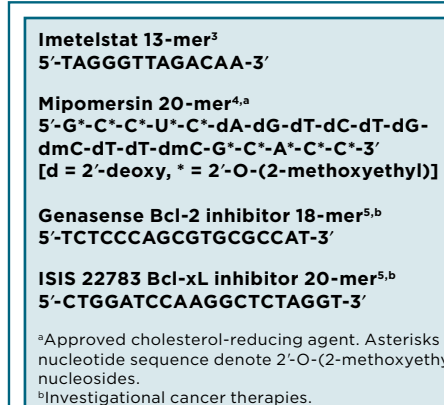 Imetelstat 13-mer³
5′-TAGGGTTAGACAA-3′
Mipomersin 20-mer⁴,ᵃ
5′-G*-C*-C*-U*-C*-dA-dG-dT-dC-dT-dG-
dmC-dT-dT-dmC-G*-C*-A*-C*-C*-3′
[d = 2′-deoxy, * = 2′-O-(2-methoxyethyl)]
Genasense Bcl-2 inhibitor 18-mer⁵,ᵇ
5′-TCTCCCAGCGTGCGCCAT-3′
ISIS 22783 Bcl-xL inhibitor 20-mer⁵,ᵇ
5′-CTGGATCCAAGGCTCTAGGT-3′
ᵃApproved cholesterol-reducing agent. Asterisks
nucleotide sequence denote 2′-O-(2-methoxyethy
nucleosides.
ᵇInvestigational cancer therapies.